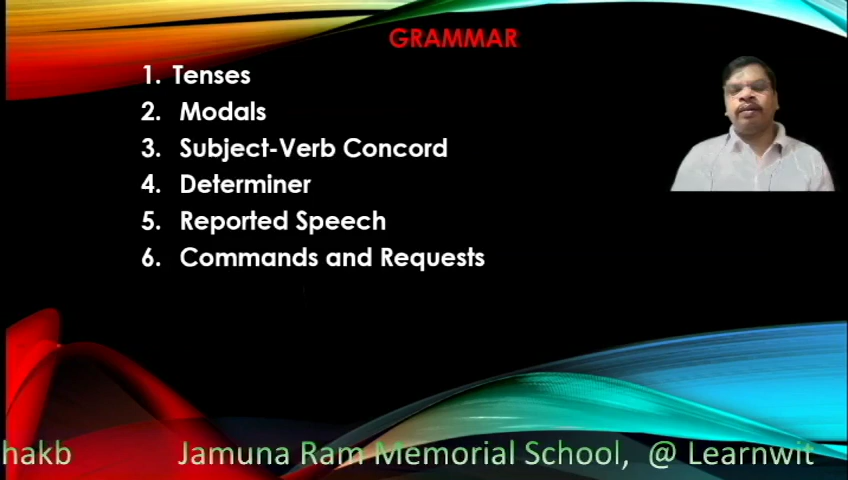 GRAMMAR
1. Tenses
2. Modals
3. Subject-Verb Concord
4. Determiner
5. Reported Speech
6. Commands and Requests
hakb Jamuna Ram Memorial School, @ Learnwit